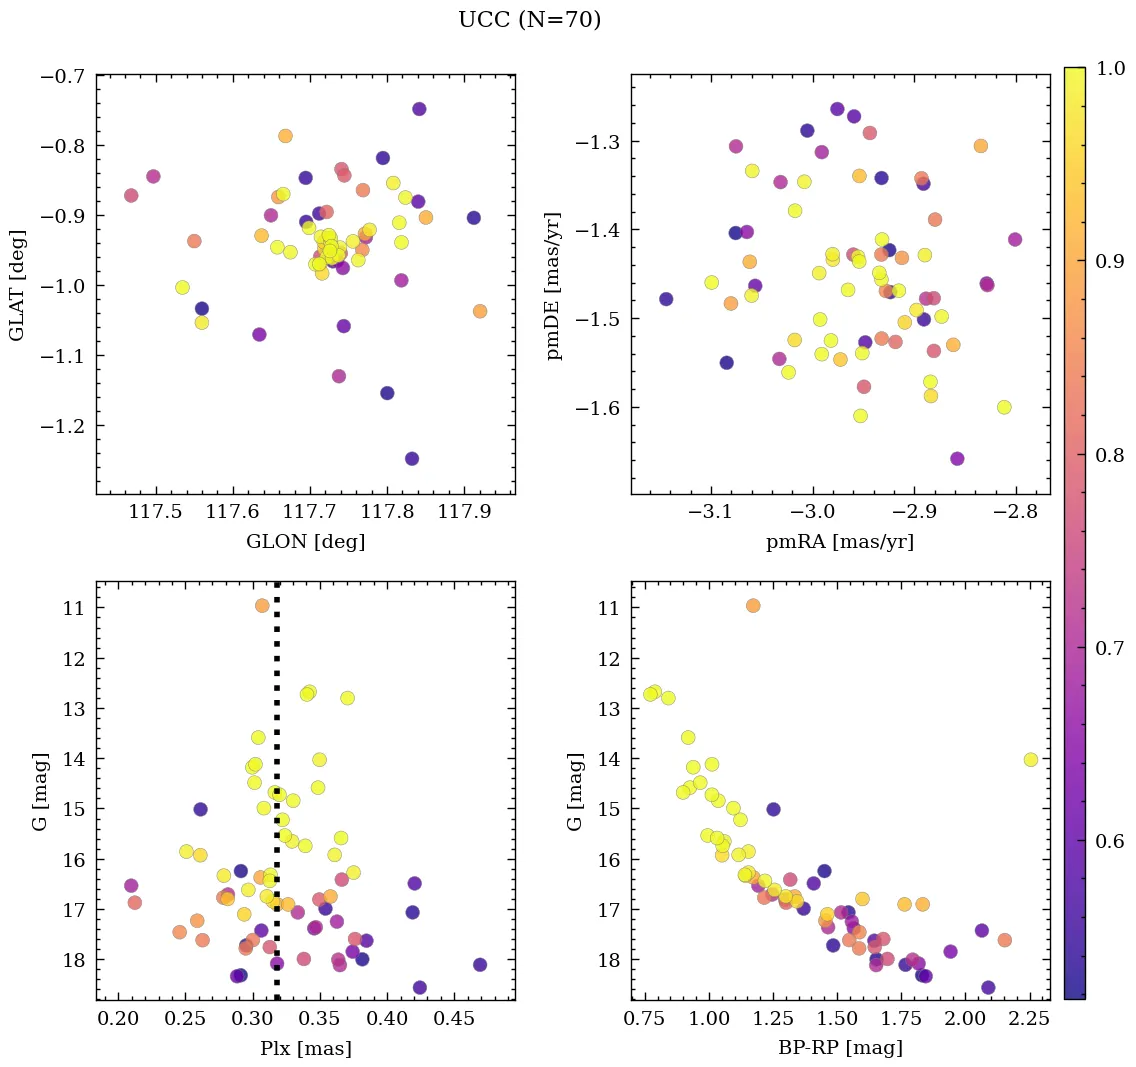 UCC (N=70)
−0.7
−0.8
−0.9
−1.0
−1.1
−1.2
GLAT [deg]
117.5 117.6 117.7 117.8 117.9
GLON [deg]
−1.3
−1.4
−1.5
−1.6
pmDE [mas/yr]
−3.1 −3.0 −2.9 −2.8
pmRA [mas/yr]
11
12
13
14
15
16
17
18
G [mag]
0.20 0.25 0.30 0.35 0.40 0.45
Plx [mas]
11
12
13
14
15
16
17
18
G [mag]
0.75 1.00 1.25 1.50 1.75 2.00 2.25
BP-RP [mag]
1.0
0.9
0.8
0.7
0.6